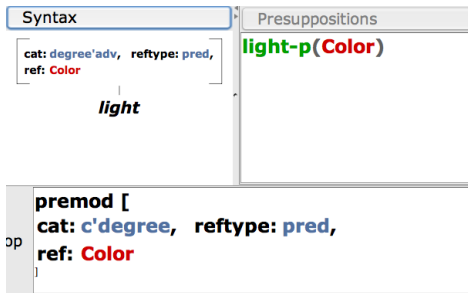 Syntax
Presuppositions
cat: degree'adv, reftype: pred,
ref: Color
light
light-p(Color)
premod [
cat: c'degree, reftype: pred,
op
ref: Color
]